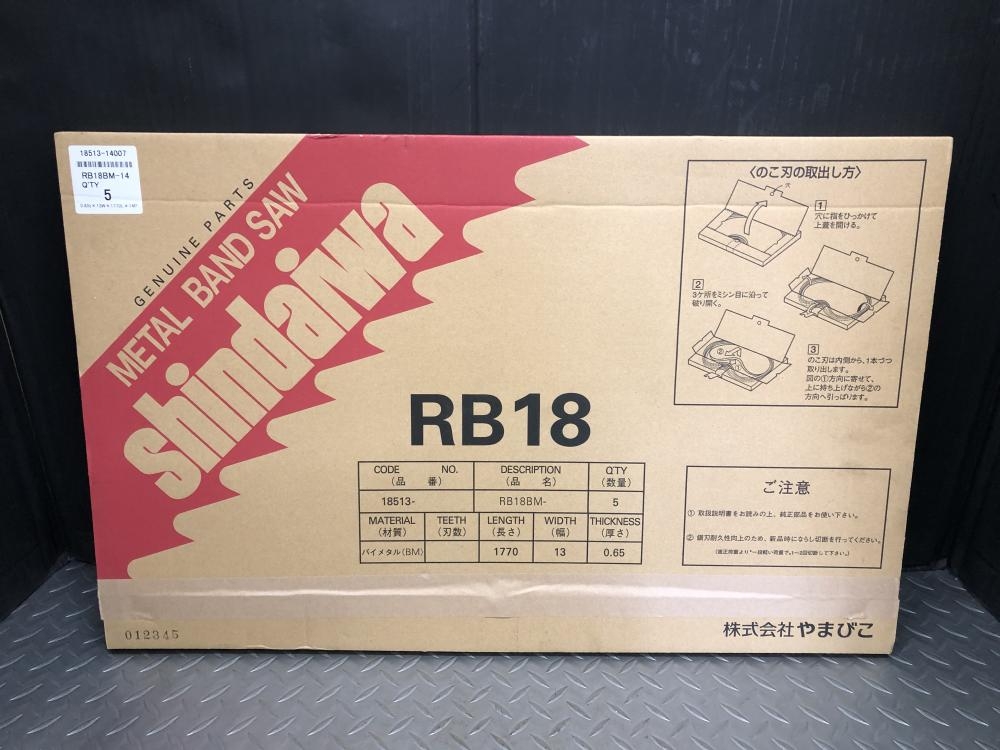 18513-14007
RB18BM-14
Q'TY
5
GENUINE PARTS
METAL BAND SAW
shindaiwa
〈のこ刃の取出し方〉
穴
1
穴に指をひっかけて
上蓋を開ける。
2
3ケ所をミシン目に沿って
破り開く。
3
のこ刃は内側から、1本づつ
取り出します。
図の①方向に寄せて、
上に持ち上げながら②の
方向へ引っぱります。
RB18
CODE NO. DESCRIPTION Q'TY
(品 番) (品 名) (数量)
18513- RB18BM- 5
MATERIAL TEETH LENGTH WIDTH THICKNESS
(材質) (刃数) (長さ) (幅) (厚さ)
バイメタル(BM) 1770 13 0.65
ご注意
① 取扱説明書をお読みの上、純正部品をお使い下さい。
② 鋸刃耐久性向上のため、新品時にならし切断を行ってください。
012345
株式会社やまびこ